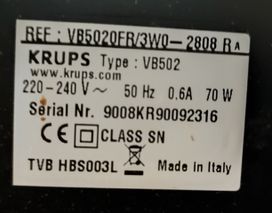 REF : VB5020FR/3W0-2808 R A
KRUPS Type : VB502
www.krups.com
220-240 V~ 50 Hz 0.6A 70 W
Serial Nr. 9008KR90092316
CLASS SN
TVB HBS003L Made in Italy